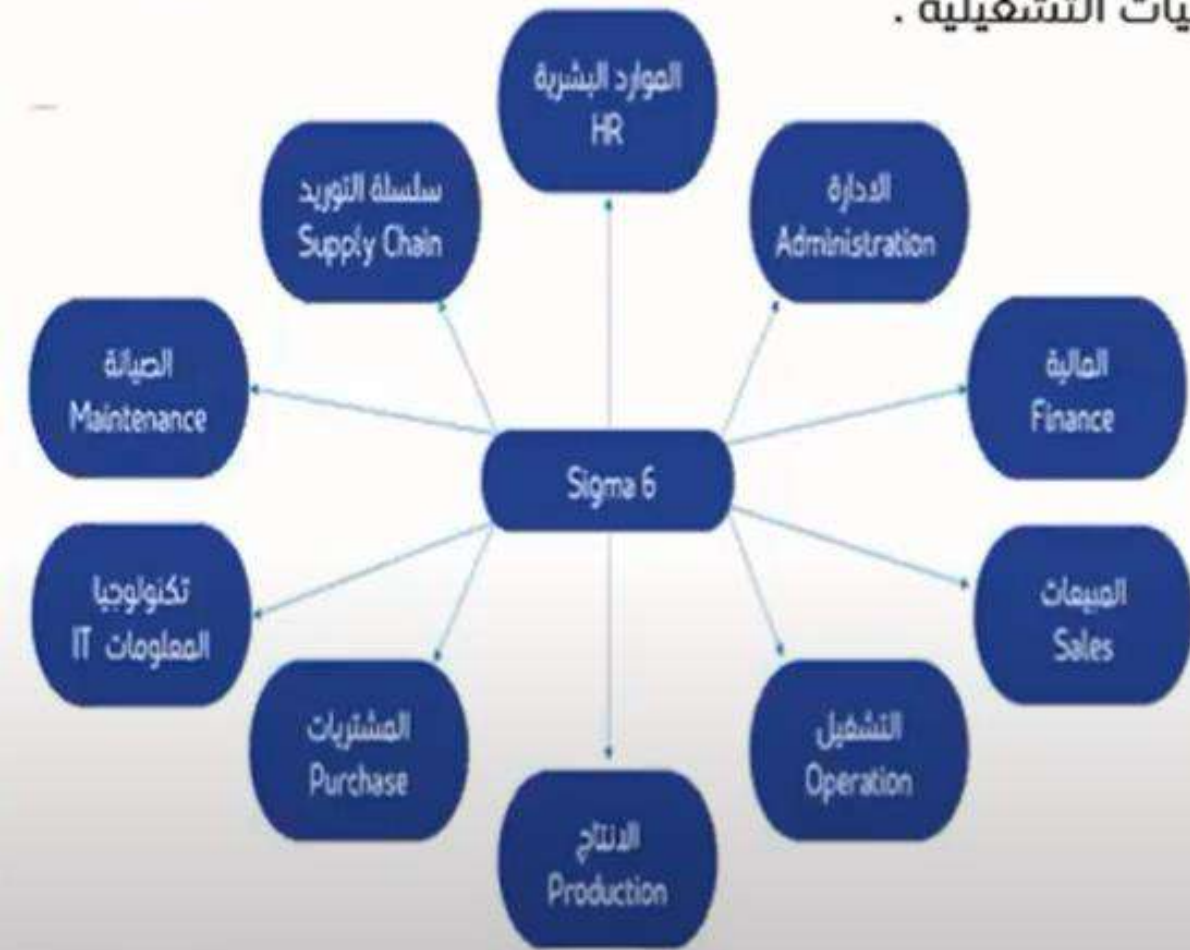 التشغيلية .
الموارد البشرية
HR
الادارة
Administration
سلسلة التوريد
Supply Chain
المالية
Finance
الصيانة
Maintenance
Sigma 6
المبيعات
Sales
تكنولوجيا
المعلومات IT
التشغيل
Operation
المشتريات
Purchase
الانتاج
Production